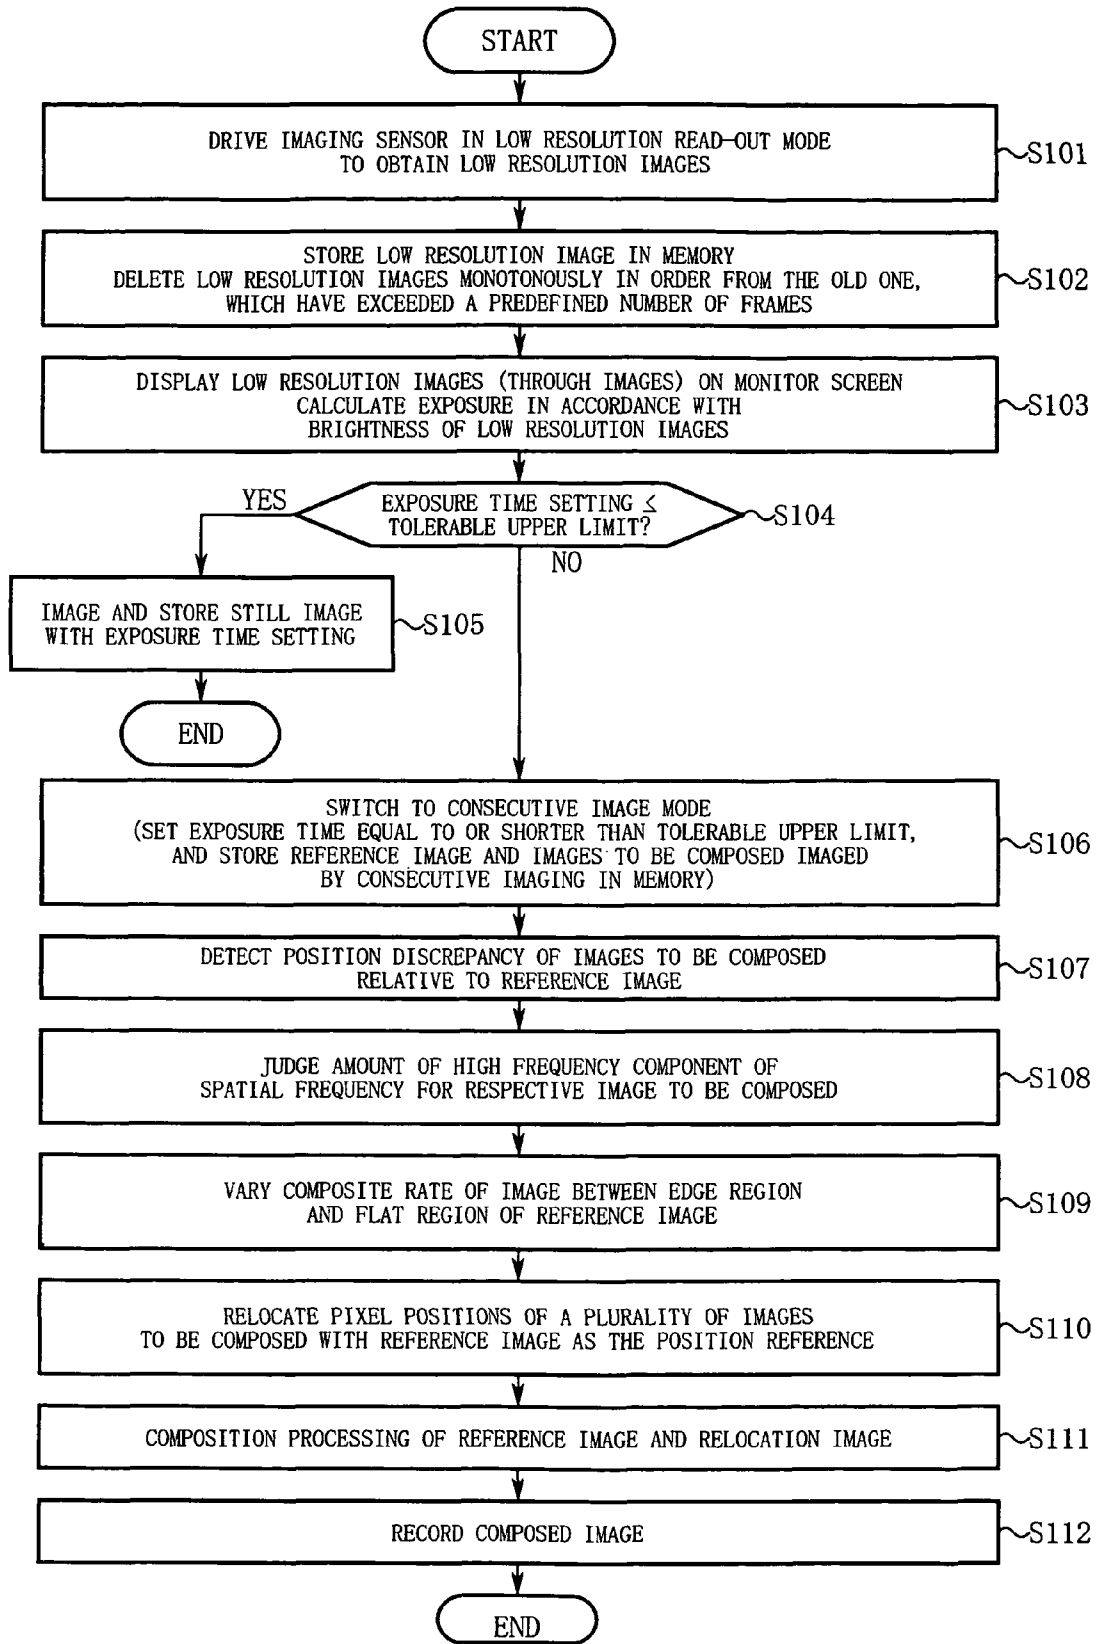 START
DRIVE IMAGING SENSOR IN LOW RESOLUTION READ-OUT MODE
TO OBTAIN LOW RESOLUTION IMAGES
S101
STORE LOW RESOLUTION IMAGE IN MEMORY
DELETE LOW RESOLUTION IMAGES MONOTONOUSLY IN ORDER FROM THE OLD ONE,
WHICH HAVE EXCEEDED A PREDEFINED NUMBER OF FRAMES
S102
DISPLAY LOW RESOLUTION IMAGES (THROUGH IMAGES) ON MONITOR SCREEN
CALCULATE EXPOSURE IN ACCORDANCE WITH
BRIGHTNESS OF LOW RESOLUTION IMAGES
S103
EXPOSURE TIME SETTING ≤
TOLERABLE UPPER LIMIT?
S104
YES
NO
IMAGE AND STORE STILL IMAGE
WITH EXPOSURE TIME SETTING
S105
END
SWITCH TO CONSECUTIVE IMAGE MODE
(SET EXPOSURE TIME EQUAL TO OR SHORTER THAN TOLERABLE UPPER LIMIT,
AND STORE REFERENCE IMAGE AND IMAGES TO BE COMPOSED IMAGED
BY CONSECUTIVE IMAGING IN MEMORY)
S106
DETECT POSITION DISCREPANCY OF IMAGES TO BE COMPOSED
RELATIVE TO REFERENCE IMAGE
S107
JUDGE AMOUNT OF HIGH FREQUENCY COMPONENT OF
SPATIAL FREQUENCY FOR RESPECTIVE IMAGE TO BE COMPOSED
S108
VARY COMPOSITE RATE OF IMAGE BETWEEN EDGE REGION
AND FLAT REGION OF REFERENCE IMAGE
S109
RELOCATE PIXEL POSITIONS OF A PLURALITY OF IMAGES
TO BE COMPOSED WITH REFERENCE IMAGE AS THE POSITION REFERENCE
S110
COMPOSITION PROCESSING OF REFERENCE IMAGE AND RELOCATION IMAGE
S111
RECORD COMPOSED IMAGE
S112
END